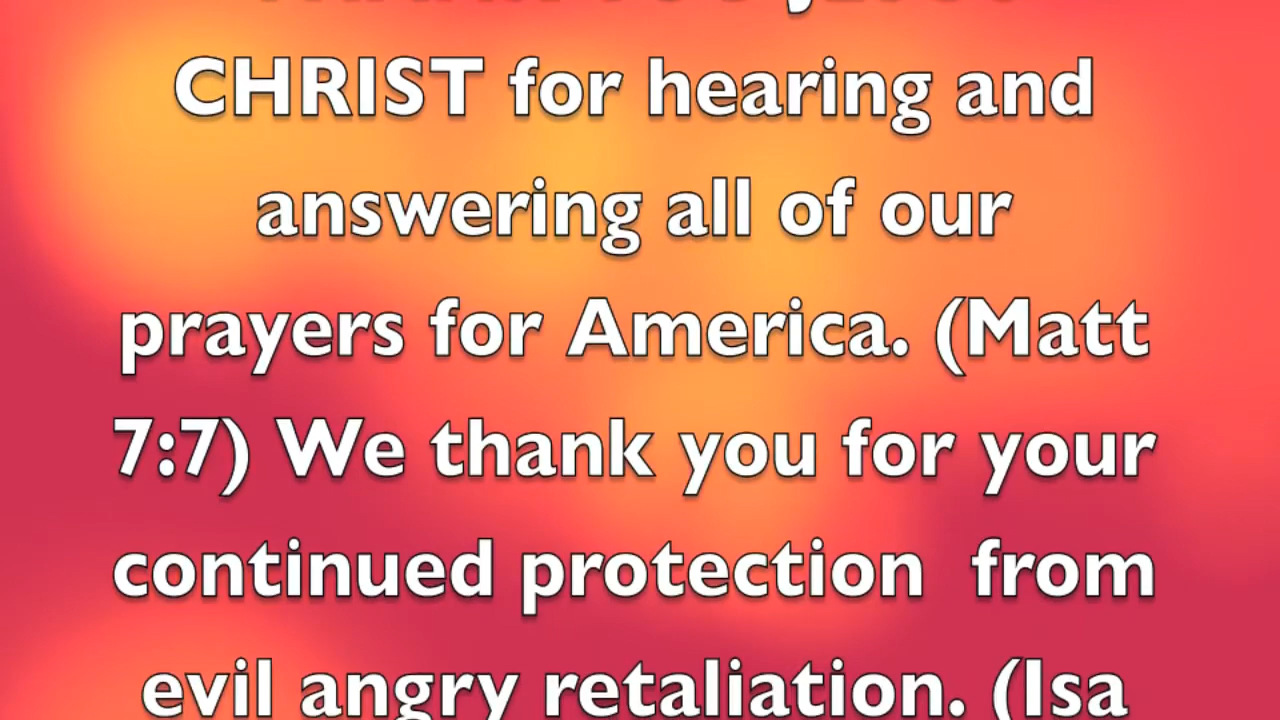 CHRIST for hearing and
answering all of our
prayers for America. (Matt
7:7) We thank you for your
continued protection  from
evil angry retaliation. (Isa